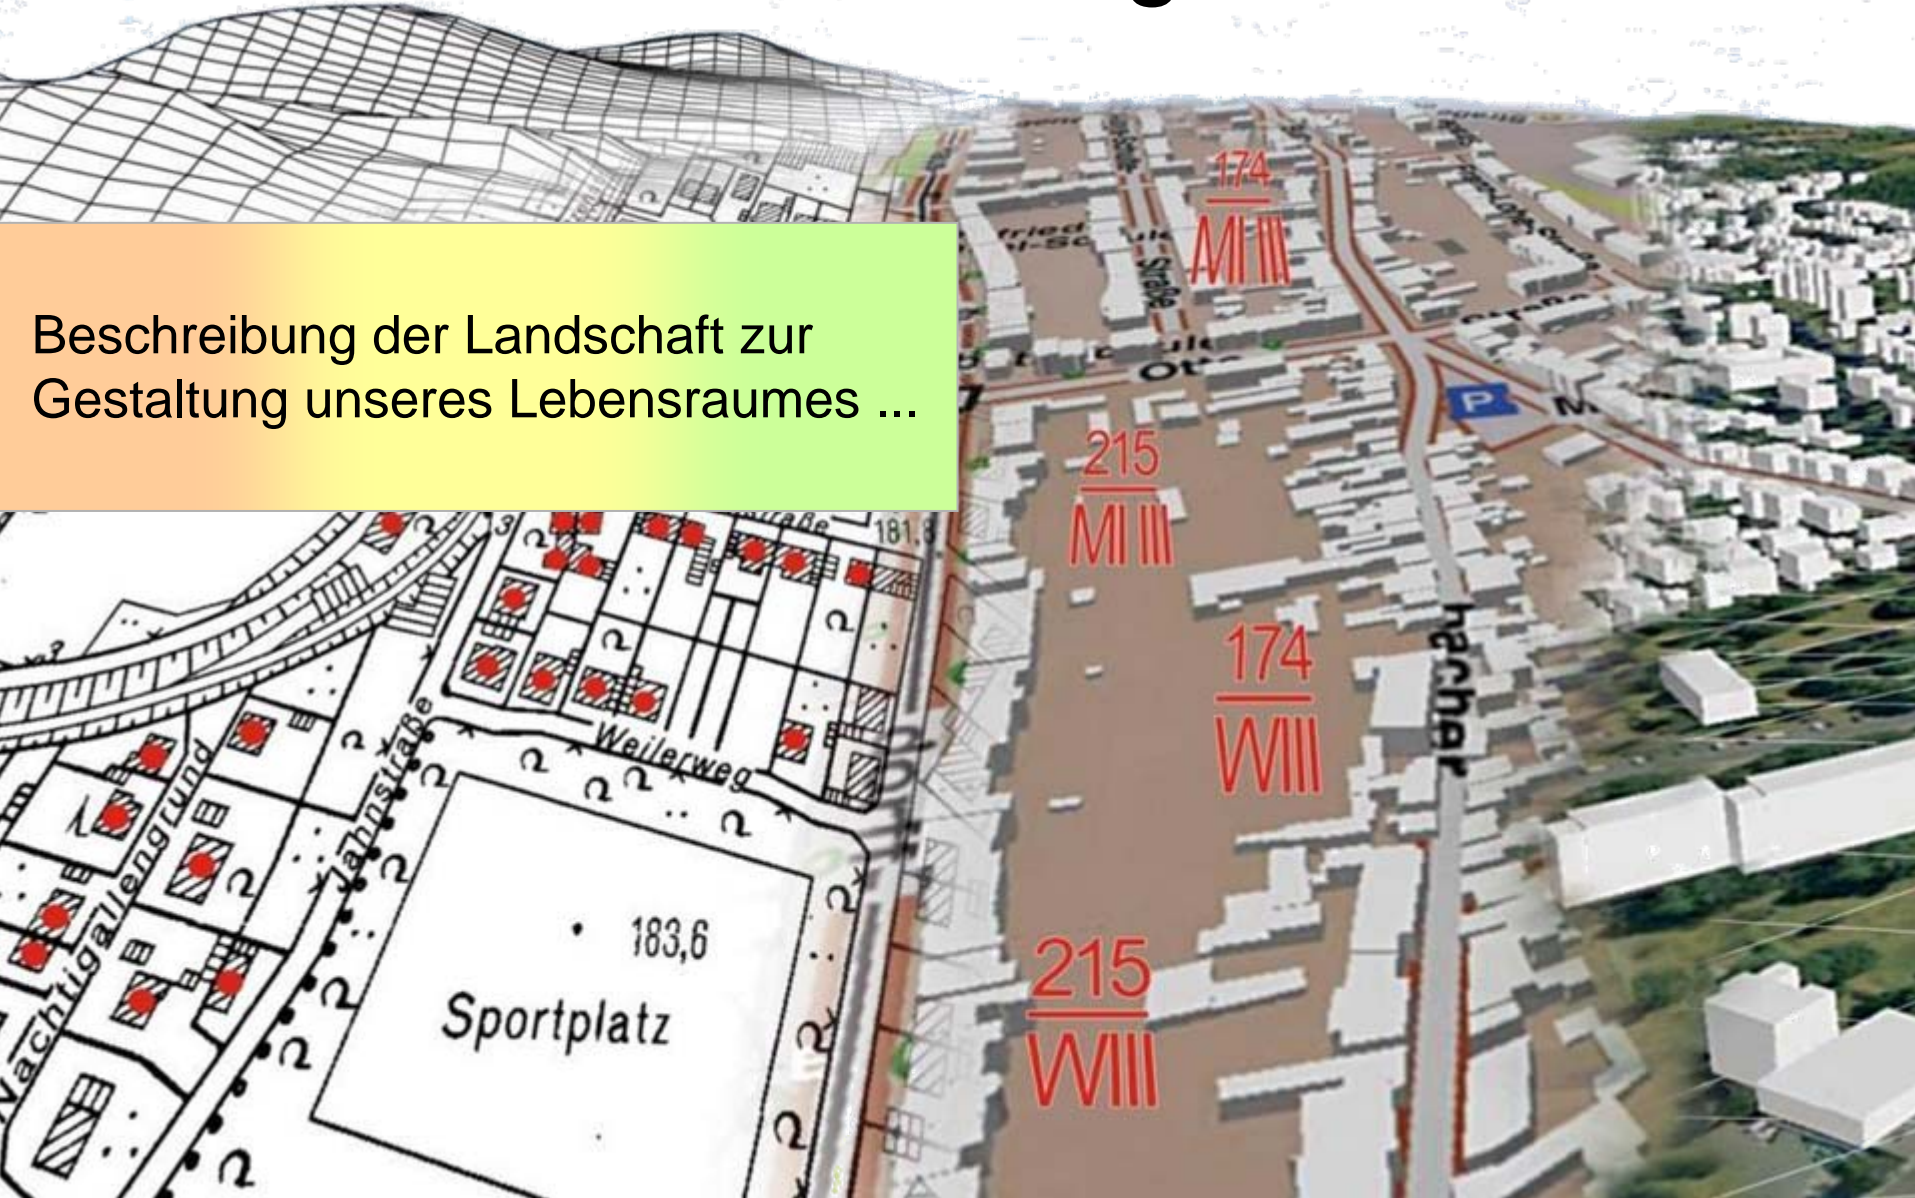 174
MI III
Straße
Beschreibung der Landschaft zur
Gestaltung unseres Lebensraumes ...
P
215
MI III
181,8
174
WIII
Weilerweg
Jahnstraße
Nachtigallengrund
183,6
Sportplatz
215
WIII